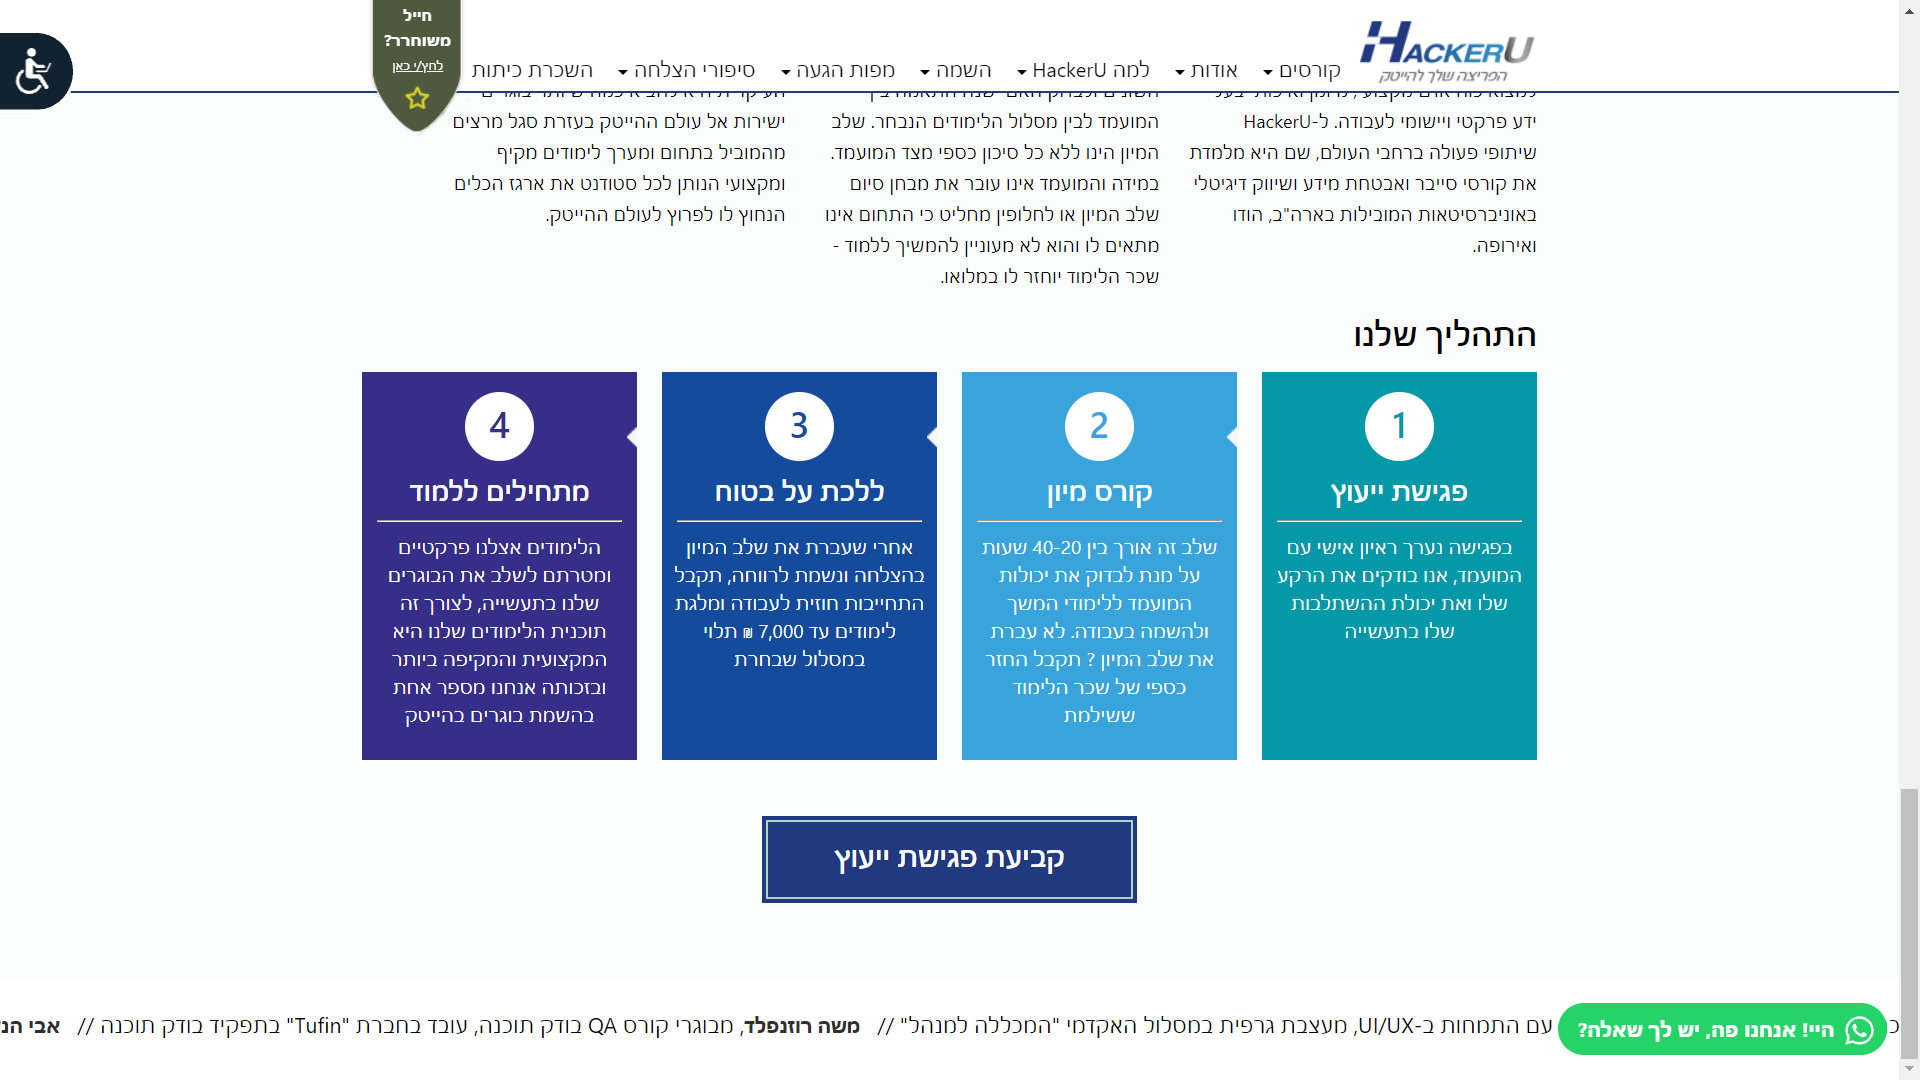 HACKERU
הפריצה שלך להייטק
קורסים
אודות
למה HackerU
השמה
מפות הגעה
סיפורי הצלחה
השכרת כיתות
חייל
משוחרר?
לחץ/י כאן
ידע פרקטי ויישומי לעבודה. ל-HackerU
שיתופי פעולה ברחבי העולם, שם היא מלמדת
את קורסי סייבר ואבטחת מידע ושיווק דיגיטלי
באוניברסיטאות המובילות בארה"ב, הודו
ואירופה.
המועמד לבין מסלול הלימודים הנבחר. שלב
המיון הינו ללא כל סיכון כספי מצד המועמד.
במידה והמועמד אינו עובר את מבחן סיום
שלב המיון או לחלופין מחליט כי התחום אינו
מתאים לו והוא לא מעוניין להמשיך ללמוד -
שכר הלימוד יוחזר לו במלואו.
ישירות אל עולם ההייטק בעזרת סגל מרצים
מהמוביל בתחום ומערך לימודים מקיף
ומקצועי הנותן לכל סטודנט את ארגז הכלים
הנחוץ לו לפרוץ לעולם ההייטק.
התהליך שלנו
1
פגישת ייעוץ
בפגישה נערך ראיון אישי עם
המועמד, אנו בודקים את הרקע
שלו ואת יכולת ההשתלבות
שלו בתעשייה
2
קורס מיון
שלב זה אורך בין 40-20 שעות
על מנת לבדוק את יכולות
המועמד ללימודי המשך
ולהשמה בעבודה. לא עברת
את שלב המיון ? תקבל החזר
כספי של שכר הלימוד
ששילמת
3
ללכת על בטוח
אחרי שעברת את שלב המיון
בהצלחה ונשמת לרווחה, תקבל
התחייבות חוזית לעבודה ומלגת
לימודים עד 7,000 ₪ תלוי
במסלול שבחרת
4
מתחילים ללמוד
הלימודים אצלנו פרקטיים
ומטרתם לשלב את הבוגרים
שלנו בתעשייה, לצורך זה
תוכנית הלימודים שלנו היא
המקצועית והמקיפה ביותר
ובזכותה אנחנו מספר אחת
בהשמת בוגרים בהייטק
קביעת פגישת ייעוץ
עם התמחות ב-UI/UX, מעצבת גרפית במסלול האקדמי "המכללה למנהל" // משה רוזנפלד, מבוגרי קורס QA בודק תוכנה, עובד בחברת "Tufin" בתפקיד בודק תוכנה // אבי
היי! אנחנו פה, יש לך שאלה?